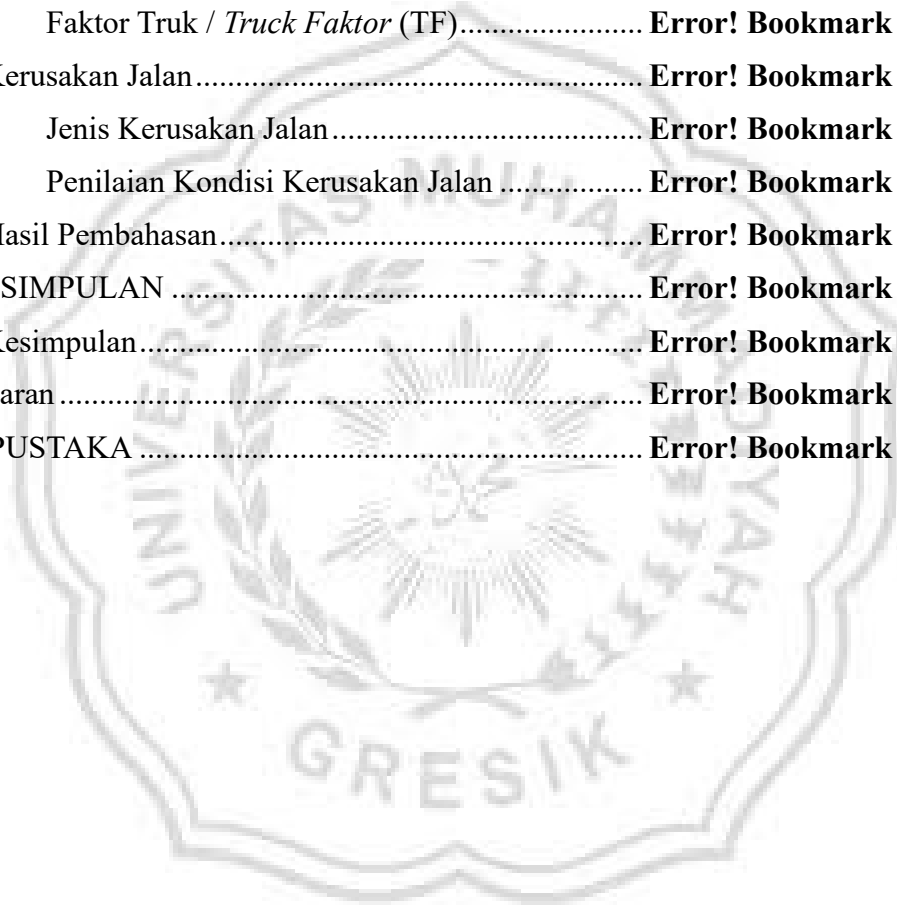 Faktor Truk / Truck Faktor (TF)...................... Error! Bookmark
Kerusakan Jalan...................................................... Error! Bookmark
Jenis Kerusakan Jalan..................................... Error! Bookmark
Penilaian Kondisi Kerusakan Jalan ................. Error! Bookmark
Hasil Pembahasan................................................... Error! Bookmark
SIMPULAN ......................................................... Error! Bookmark
Kesimpulan............................................................. Error! Bookmark
aran ...................................................................... Error! Bookmark
PUSTAKA ............................................................. Error! Bookmark
UNIVERSITAS MUHAMMADIYAH
GRESIK